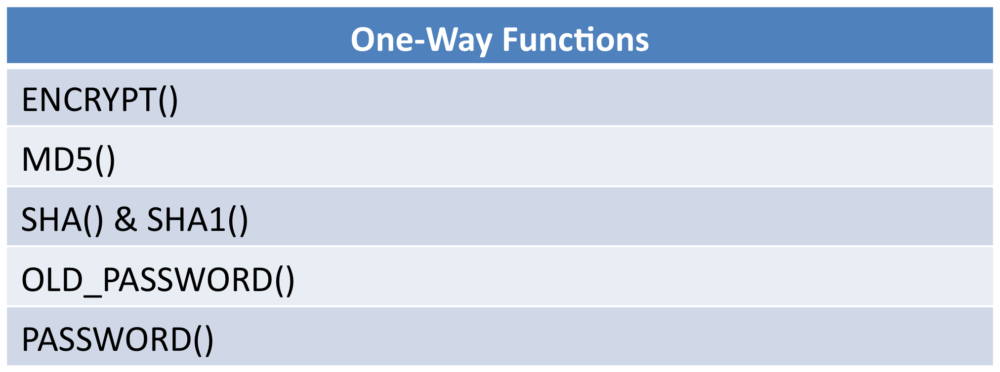 One-Way Functions
ENCRYPT()
MD5()
SHA() & SHA1()
OLD_PASSWORD()
PASSWORD()